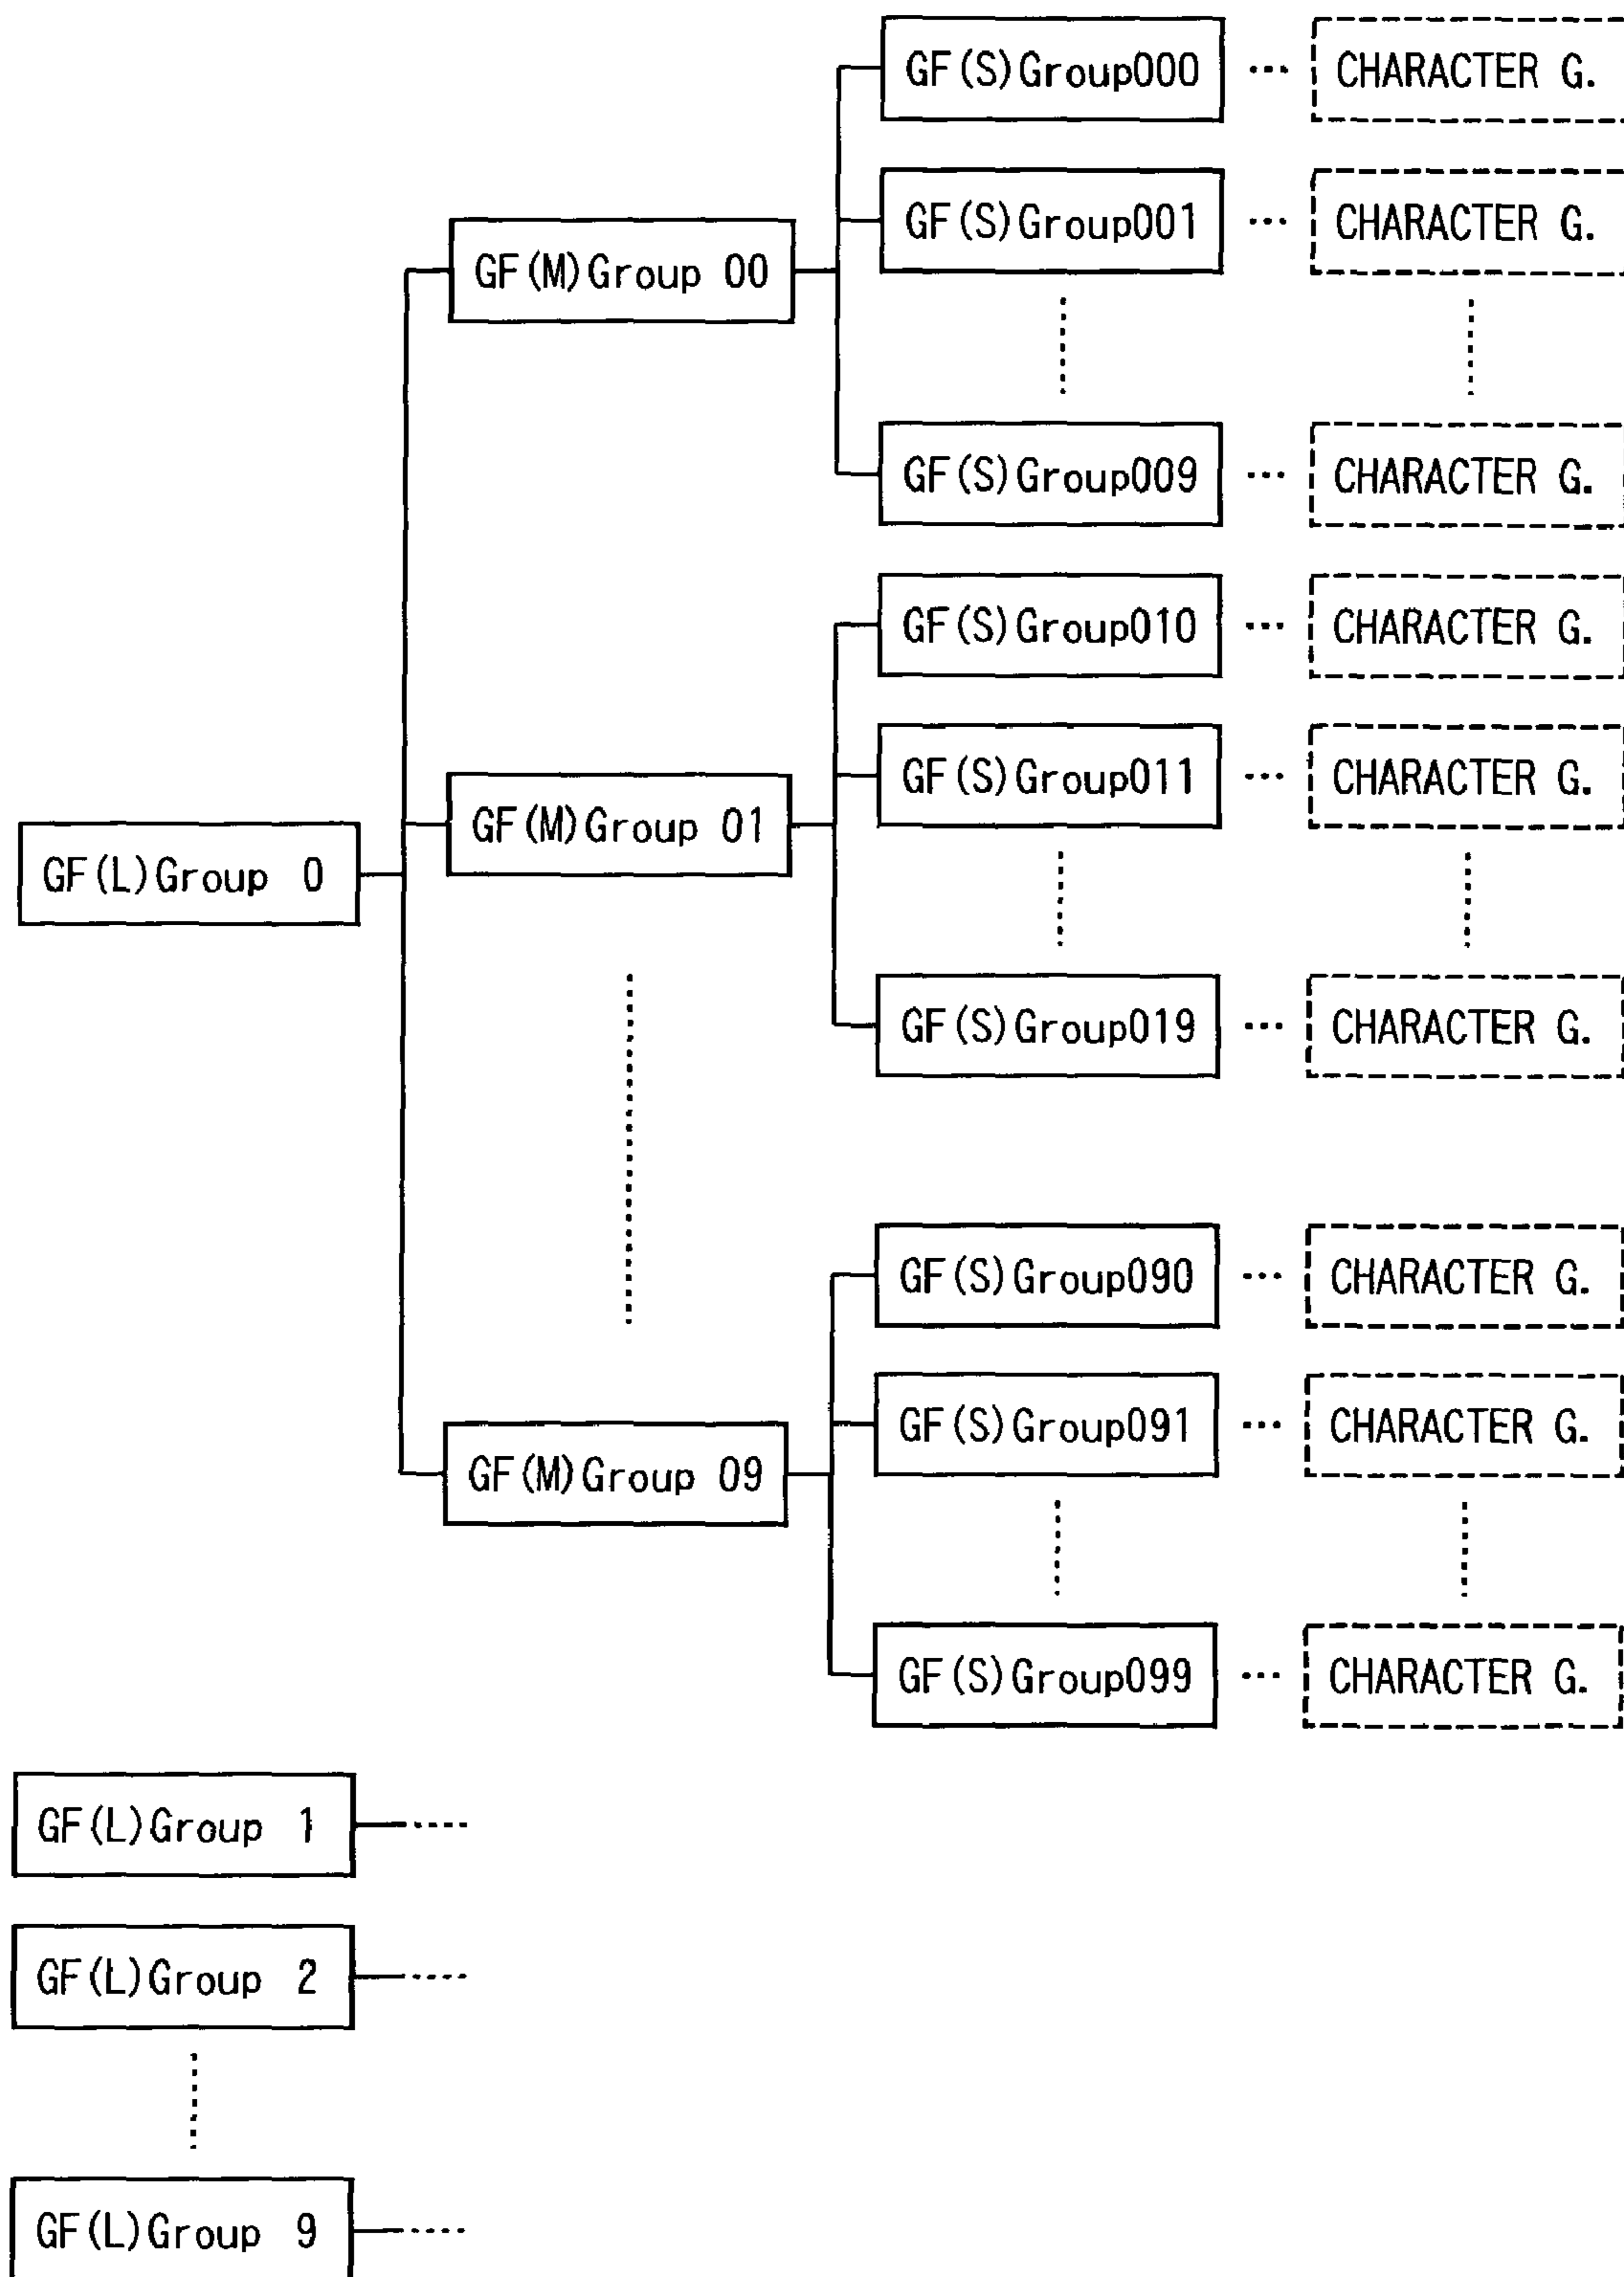 GF(S)Group000 ... CHARACTER G.
GF(S)Group001 ... CHARACTER G.
GF(M)Group 00
GF(S)Group009 ... CHARACTER G.
GF(S)Group010 ... CHARACTER G.
GF(S)Group011 ... CHARACTER G.
GF(M)Group 01
GF(L)Group 0
GF(S)Group019 ... CHARACTER G.
GF(S)Group090 ... CHARACTER G.
GF(S)Group091 ... CHARACTER G.
GF(M)Group 09
GF(S)Group099 ... CHARACTER G.
GF(L)Group 1
GF(L)Group 2
GF(L)Group 9